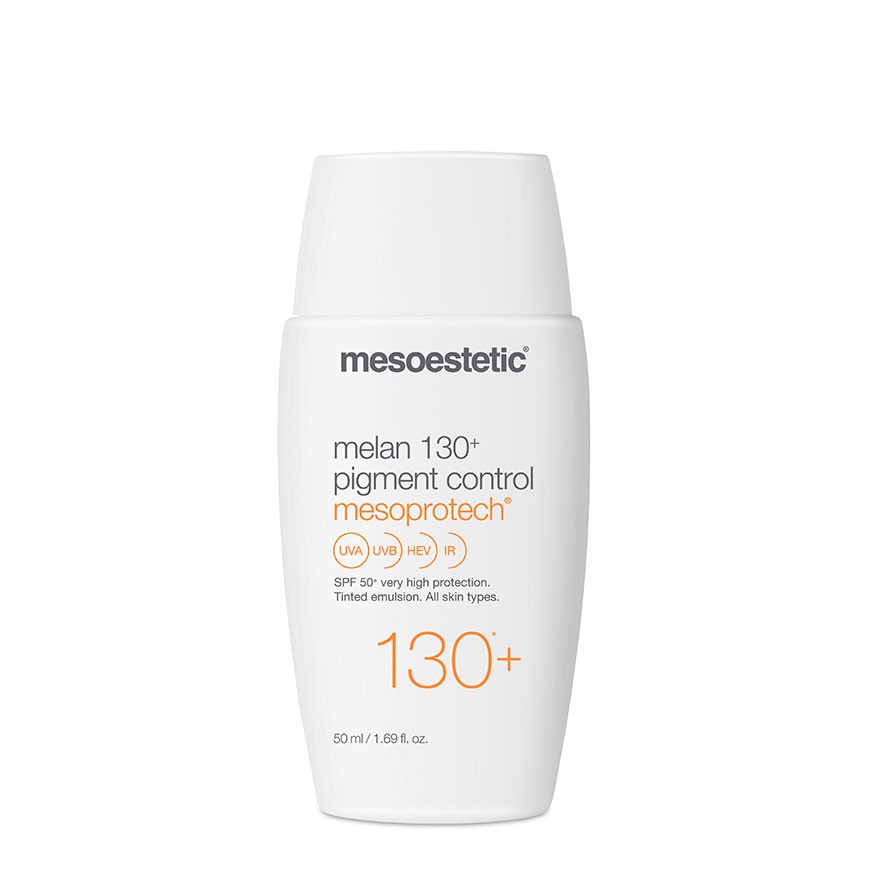 mesoestetic®
melan 130+
pigment control
mesoprotech®
UVA UVB HEV IR
SPF 50+ very high protection.
Tinted emulsion. All skin types.
130*+
50 ml / 1.69 fl. oz.